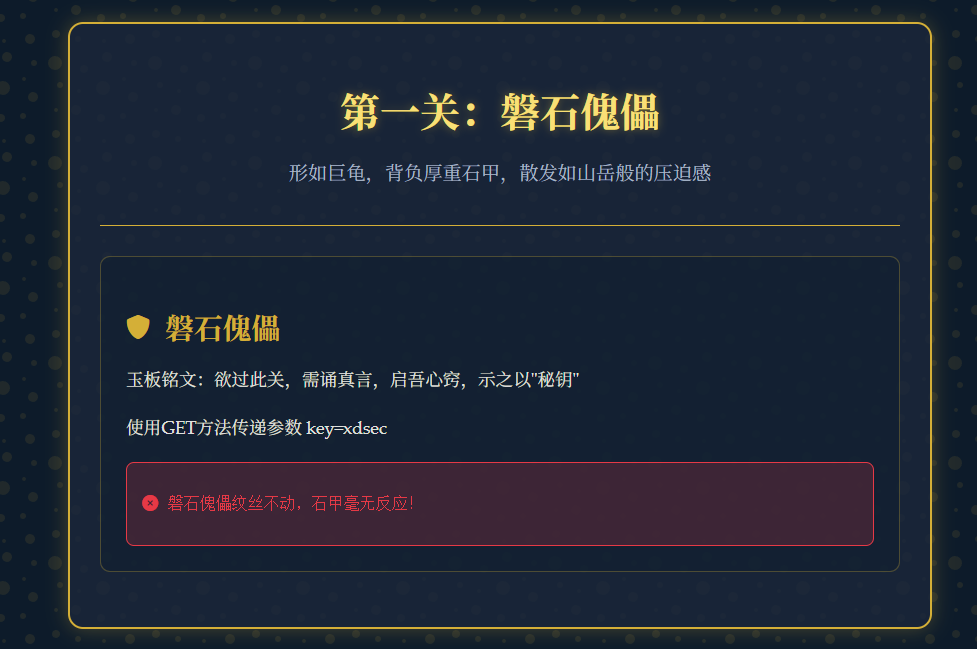 第一关：磐石傀儡
形如巨龟，背负厚重石甲，散发如山岳般的压迫感
磐石傀儡
玉板铭文：欲过此关，需诵真言，启吾心窍，示之以"秘钥"
使用GET方法传递参数 key=xdsec
磐石傀儡纹丝不动，石甲毫无反应！